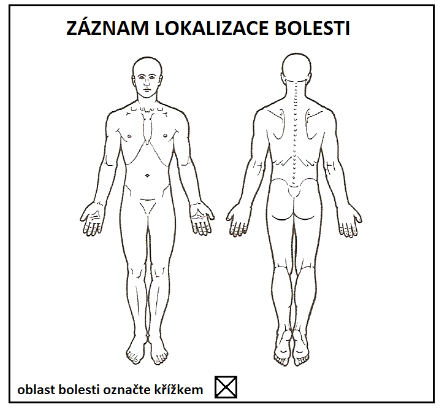 ZÁZNAM LOKALIZACE BOLESTI
oblast bolesti označte křížkem